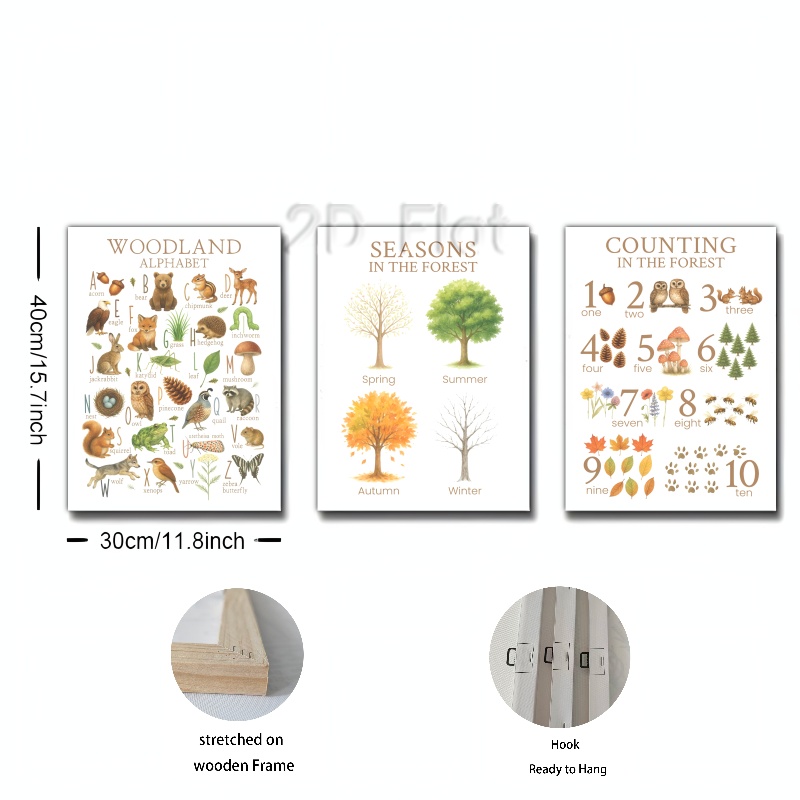 2D Flat
WOODLAND
ALPHABET
A
acorn
B
bear
C
chipmunk
D
deer
E
eagle
F
fox
G
grass
H
hedgehog
I
inchworm
J
jackrabbit
K
katydid
L
leaf
M
mushroom
N
nest
O
owl
P
pinecone
Q
quail
R
raccoon
S
squirrel
T
toad
U
V
vole
W
wolf
X
xenops
Y
yarrow
Z
zebra
butterfly
SEASONS
IN THE FOREST
Spring
Summer
Autumn
Winter
COUNTING
IN THE FOREST
1
one
2
two
3
three
4
four
5
five
6
six
7
seven
8
eight
9
nine
10
ten
40cm/15.7inch
30cm/11.8inch
stretched on
wooden Frame
Hook
Ready to Hang